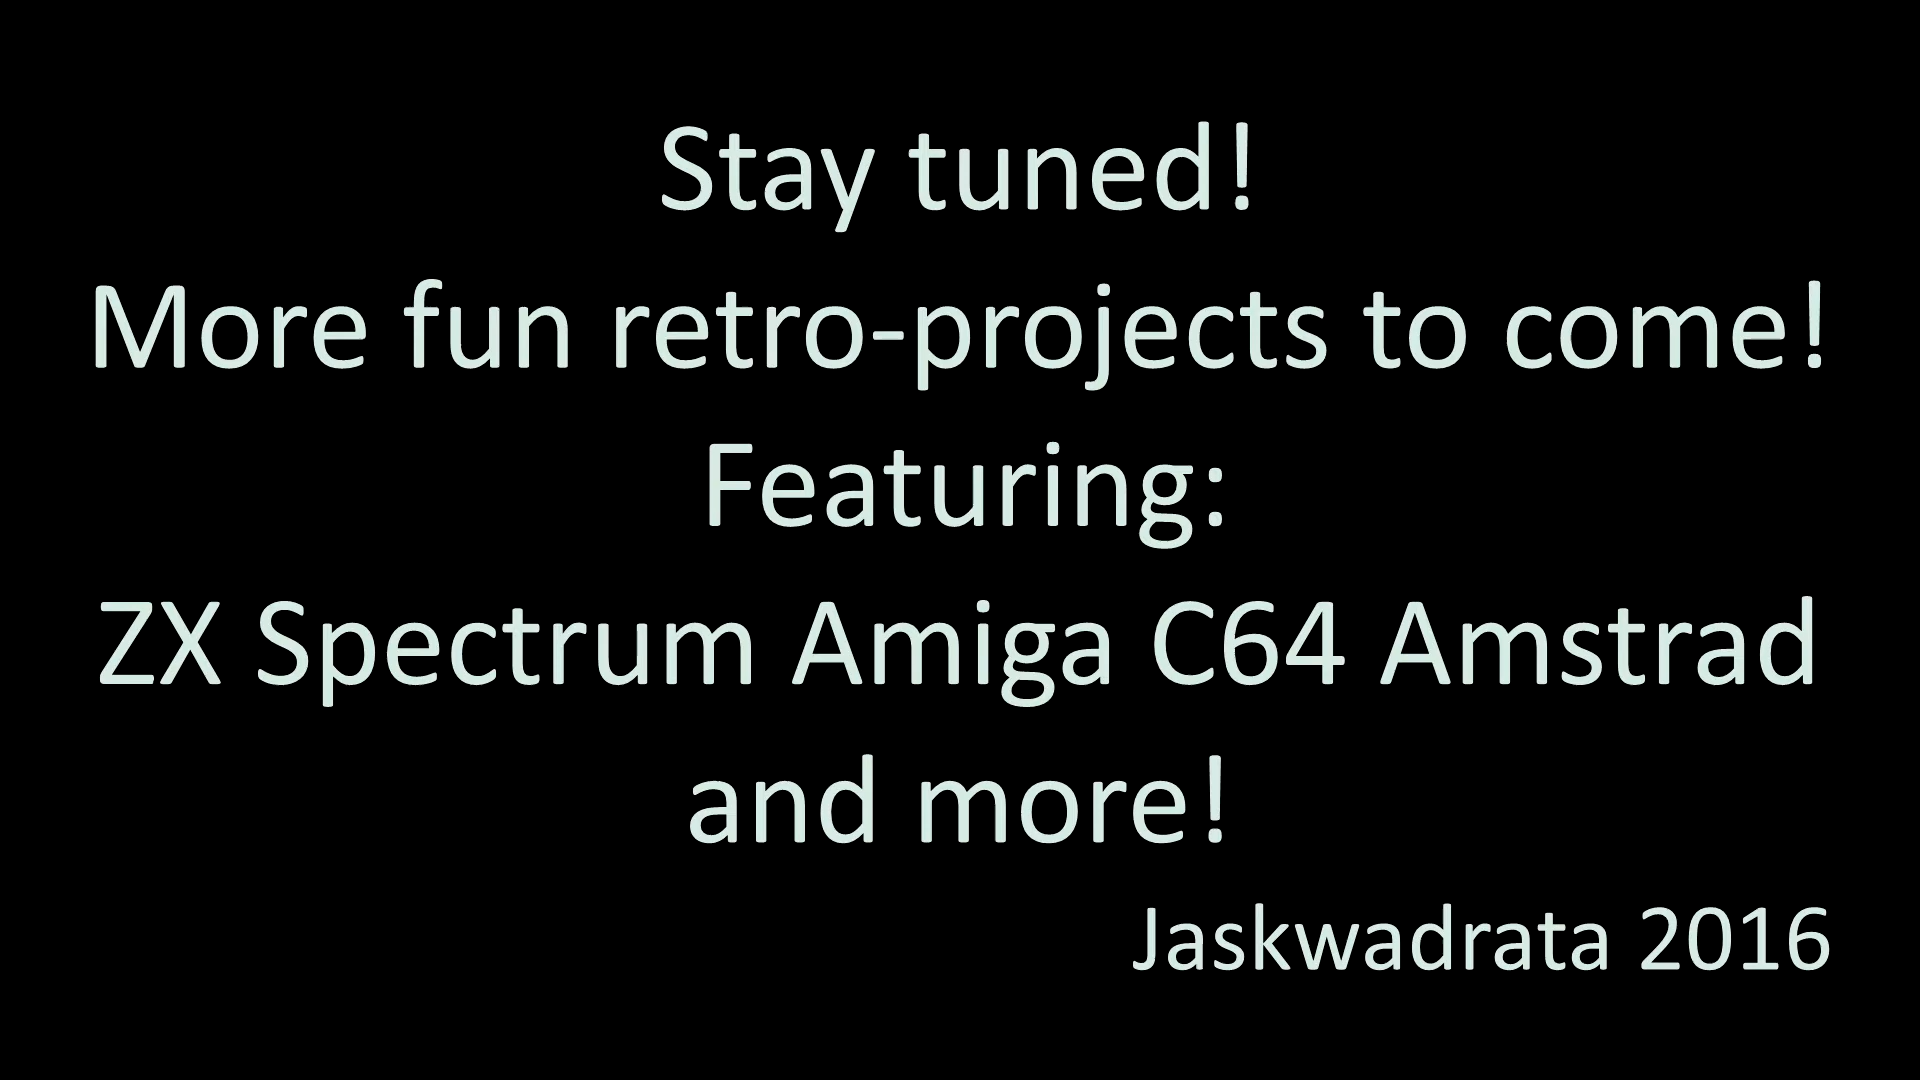 Stay tuned!
More fun retro-projects to come!
Featuring:
ZX Spectrum Amiga C64 Amstrad
and more!
Jaskwadrata 2016